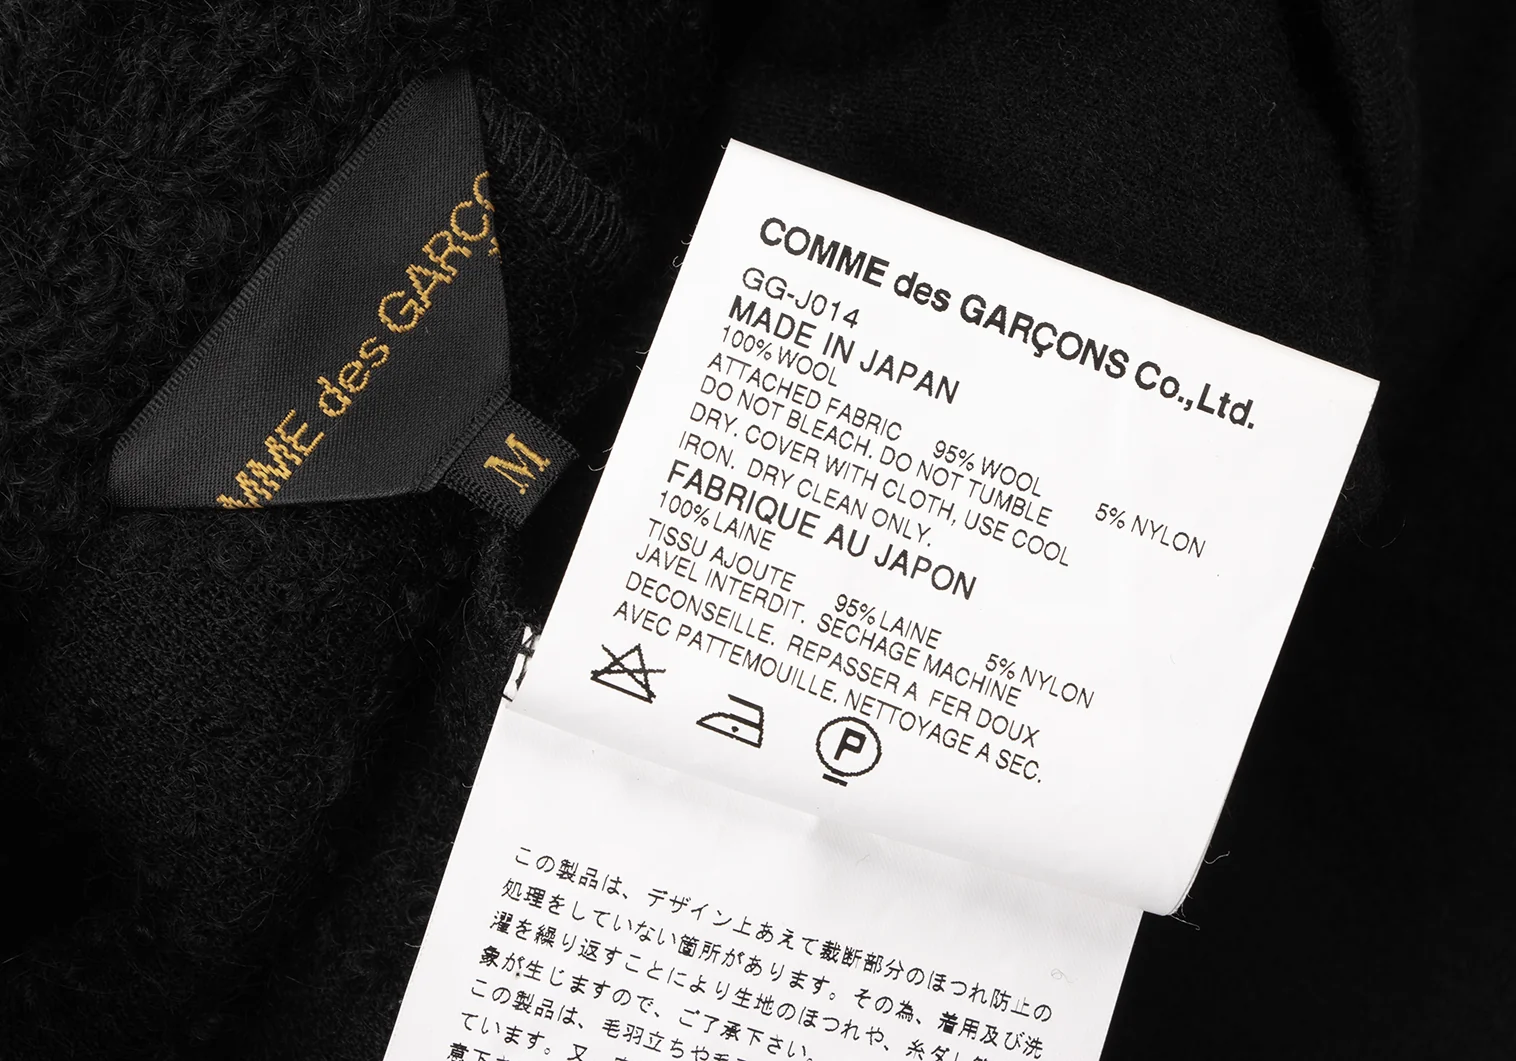 MME des GARÇO
M
COMME des GARÇONS Co.,Ltd.
GG-J014
MADE IN JAPAN
100% WOOL
ATTACHED FABRIC 95% WOOL 5% NYLON
DO NOT BLEACH. DO NOT TUMBLE
DRY. COVER WITH CLOTH, USE COOL
IRON. DRY CLEAN ONLY.
FABRIQUE AU JAPON
100% LAINE
TISSU AJOUTE 95% LAINE 5% NYLON
JAVEL INTERDIT. SECHAGE MACHINE
DECONSEILLE. REPASSER A FER DOUX
AVEC PATTEMOUILLE. NETTOYAGE A SEC.
P
この製品は、デザイン上あえて裁断部分のほつれ防止の
処理をしていない箇所があります。その為、着用及び洗
濯を繰り返すことにより生地のほつれや、糸ダレ
象が生じますので、ご了承下さい。
この製品は、毛羽立ちや毛
ています。又、
意下さ